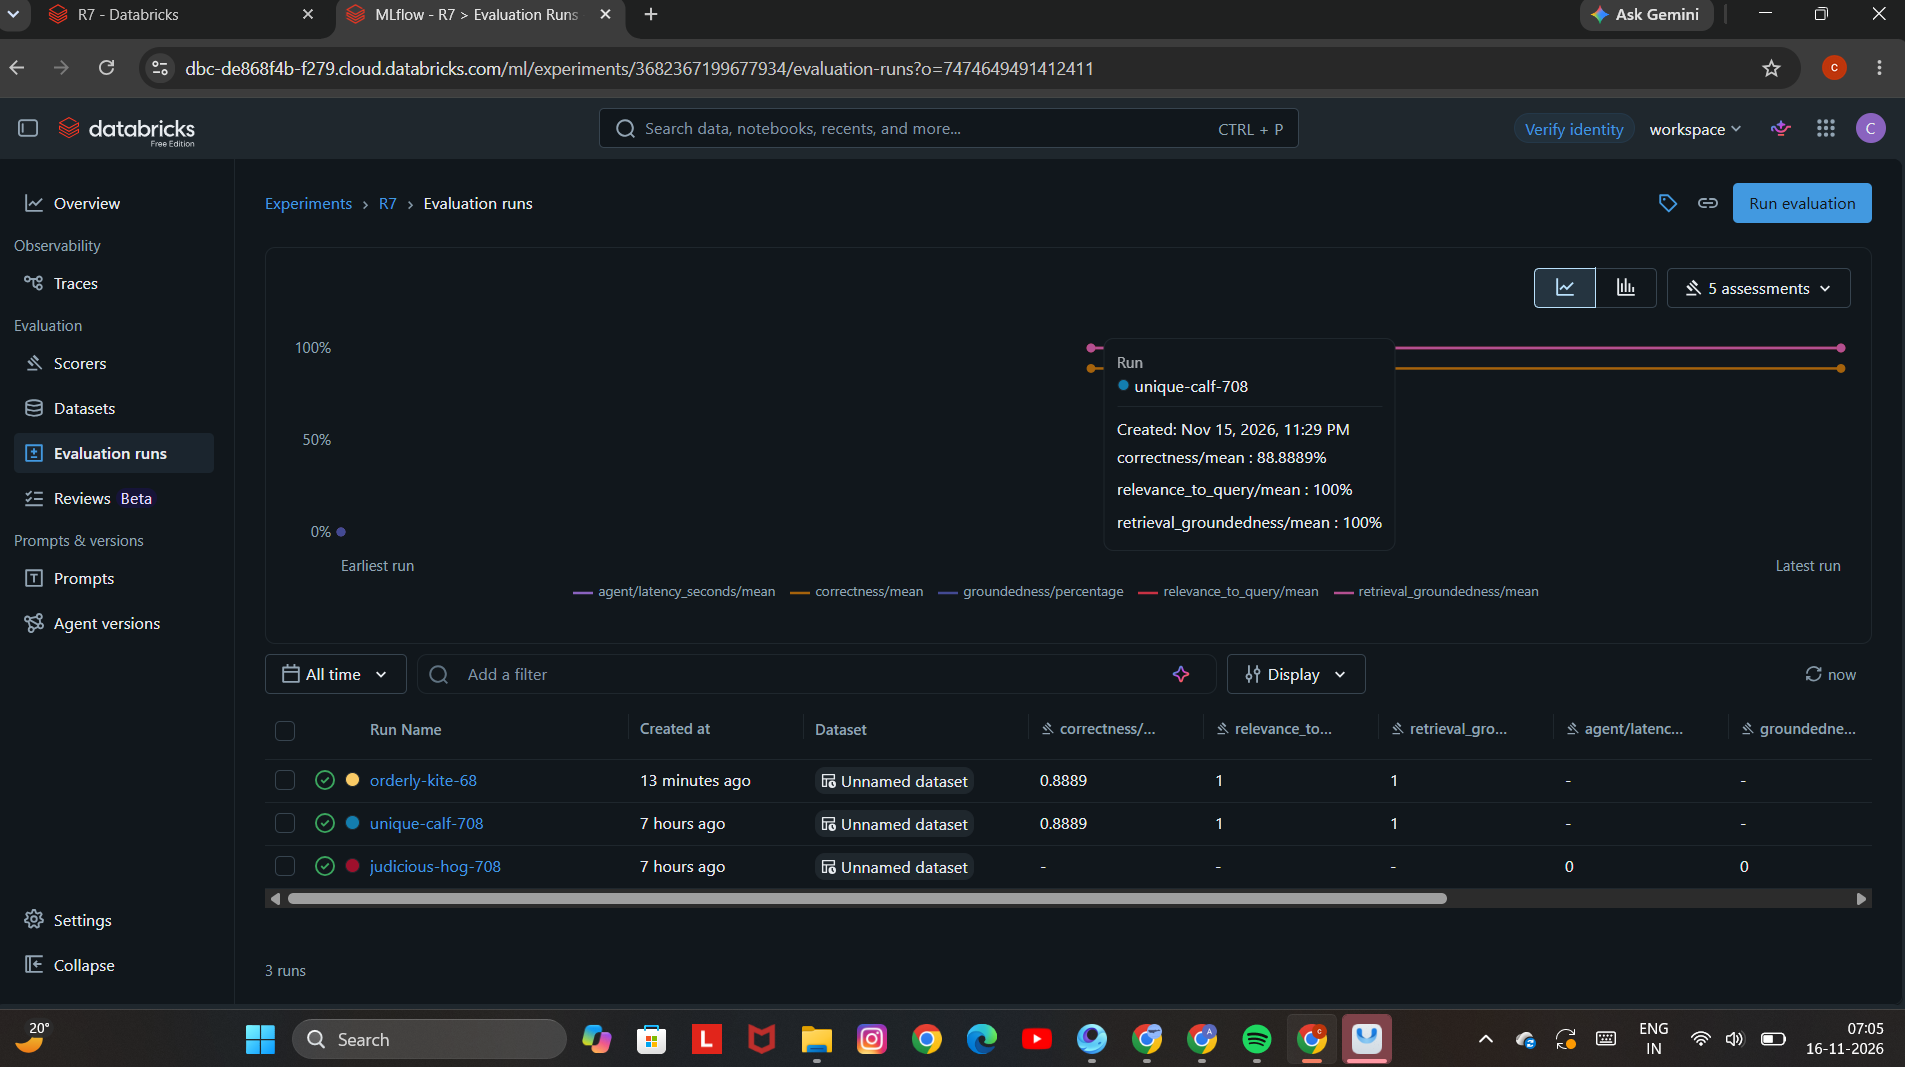 R7 - Databricks
MLflow - R7 > Evaluation Runs
Ask Gemini
dbc-de868f4b-f279.cloud.databricks.com/ml/experiments/3682367199677934/evaluation-runs?o=7474649491412411
C
databricks
Free Edition
Search data, notebooks, recents, and more...
CTRL + P
Verify identity
workspace
C
Overview
Observability
Traces
Evaluation
Scorers
Datasets
Evaluation runs
Reviews Beta
Prompts & versions
Prompts
Agent versions
Settings
Collapse
Experiments > R7 > Evaluation runs
Run evaluation
5 assessments
100%
50%
0%
Run
unique-calf-708
Created: Nov 15, 2026, 11:29 PM
correctness/mean : 88.8889%
relevance_to_query/mean : 100%
retrieval_groundedness/mean : 100%
Earliest run
Latest run
agent/latency_seconds/mean correctness/mean groundedness/percentage relevance_to_query/mean retrieval_groundedness/mean
All time
Add a filter
Display
now
Run Name Created at Dataset correctness/... relevance_to... retrieval_gro... agent/latenc... groundedne...
orderly-kite-68 13 minutes ago Unnamed dataset 0.8889 1 1 - -
unique-calf-708 7 hours ago Unnamed dataset 0.8889 1 1 - -
judicious-hog-708 7 hours ago Unnamed dataset - - - 0 0
3 runs
20°
Search
L
A
C
ENG
IN
07:05
16-11-2026